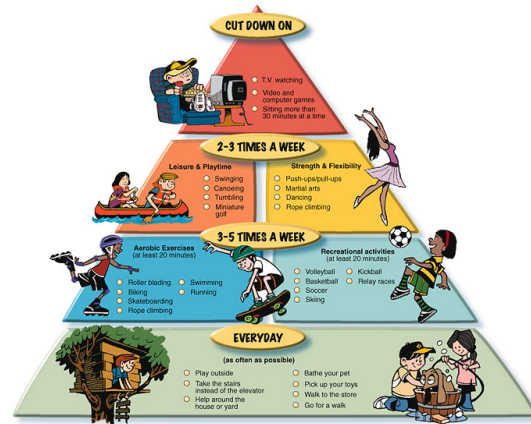 CUT DOWN ON
T.V. watching
Video and
computer games
Sitting more than
30 minutes at a time
2-3 TIMES A WEEK
Leisure & Playtime
Swinging
Canoeing
Tumbling
Miniature
golf
Strength & Flexibility
Push-ups/pull-ups
Martial arts
Dancing
Rope climbing
3-5 TIMES A WEEK
Aerobic Exercises
(at least 20 minutes)
Roller blading
Biking
Skateboarding
Rope climbing
Swimming
Running
Recreational activities
(at least 20 minutes)
Volleyball
Basketball
Soccer
Skiing
Kickball
Relay races
EVERYDAY
(as often as possible)
Play outside
Take the stairs
instead of the elevator
Help around the
house or yard
Bathe your pet
Pick up your toys
Walk to the store
Go for a walk